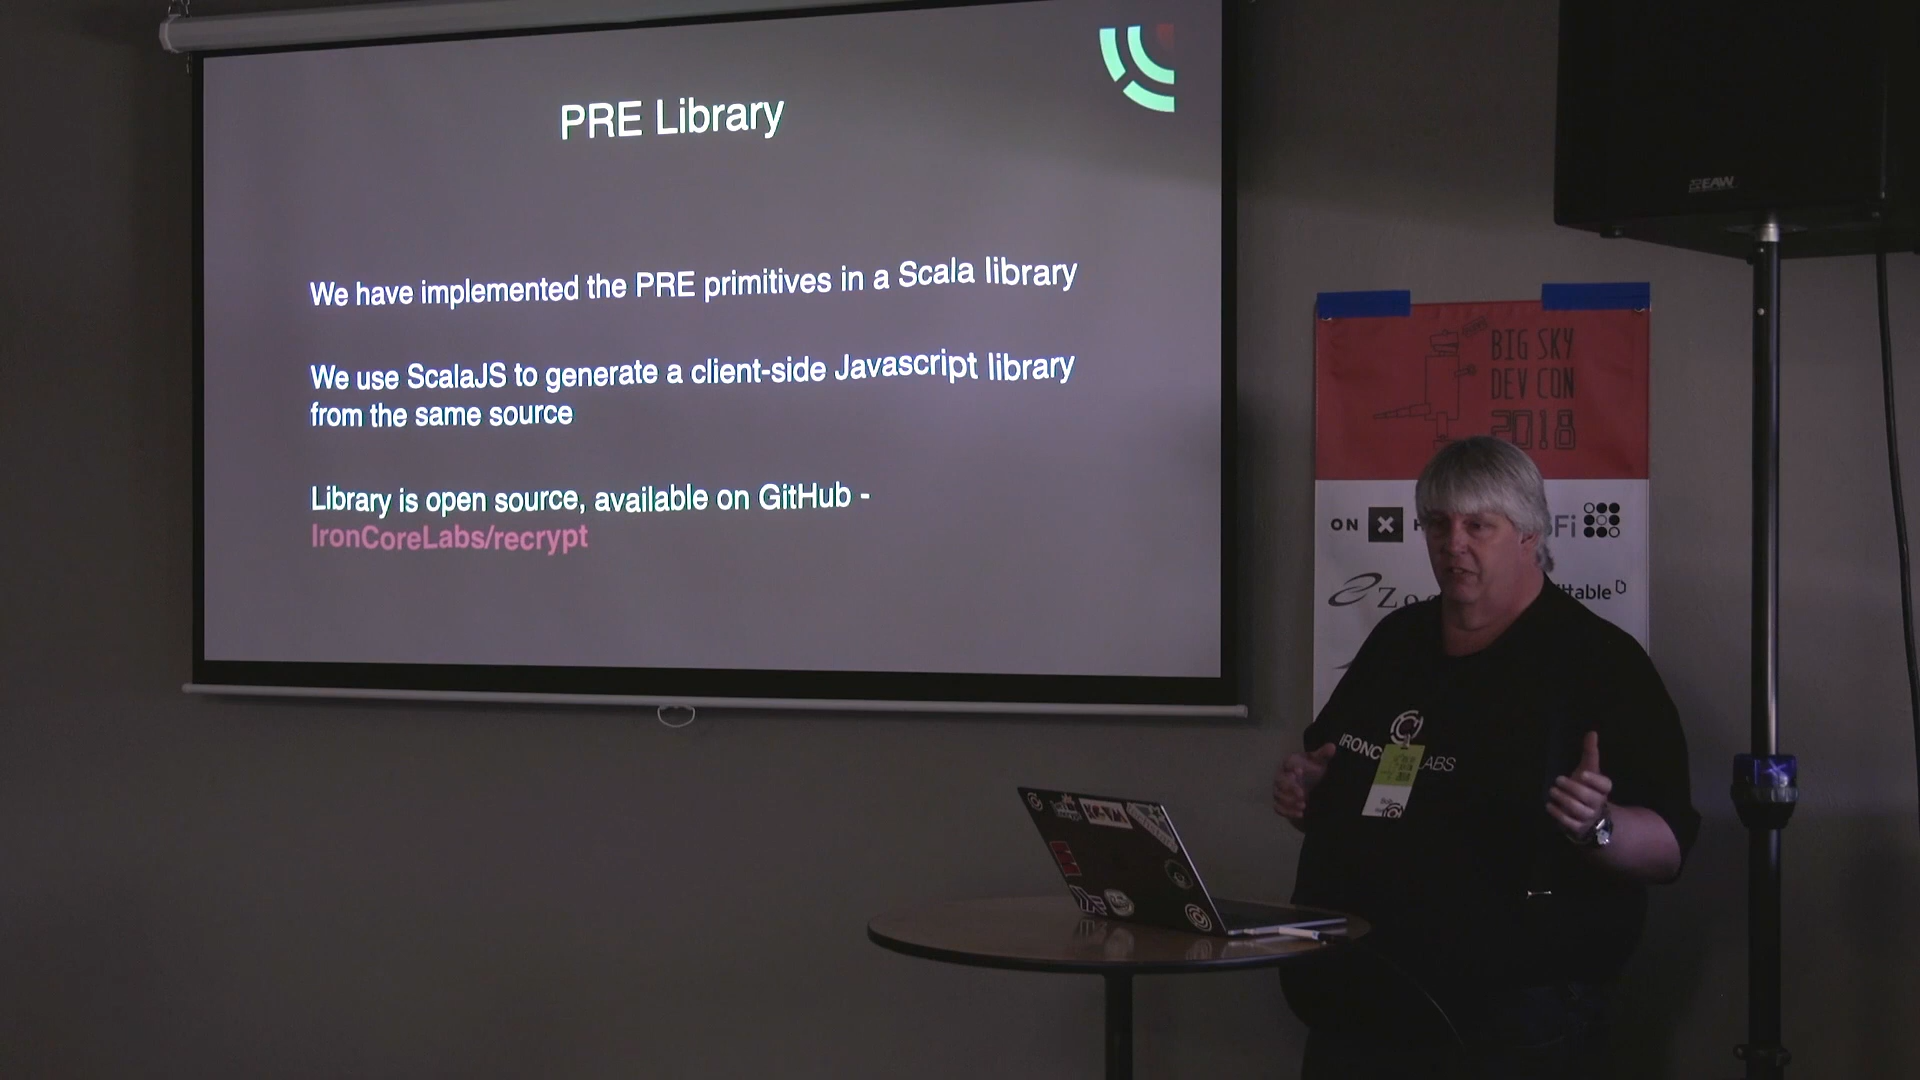 PRE Library
We have implemented the PRE primitives in a Scala library
We use ScalaJS to generate a client-side Javascript library
from the same source
Library is open source, available on GitHub -
IronCoreLabs/recrypt
EAW
BIG SKY
DEV CON
2018
ON